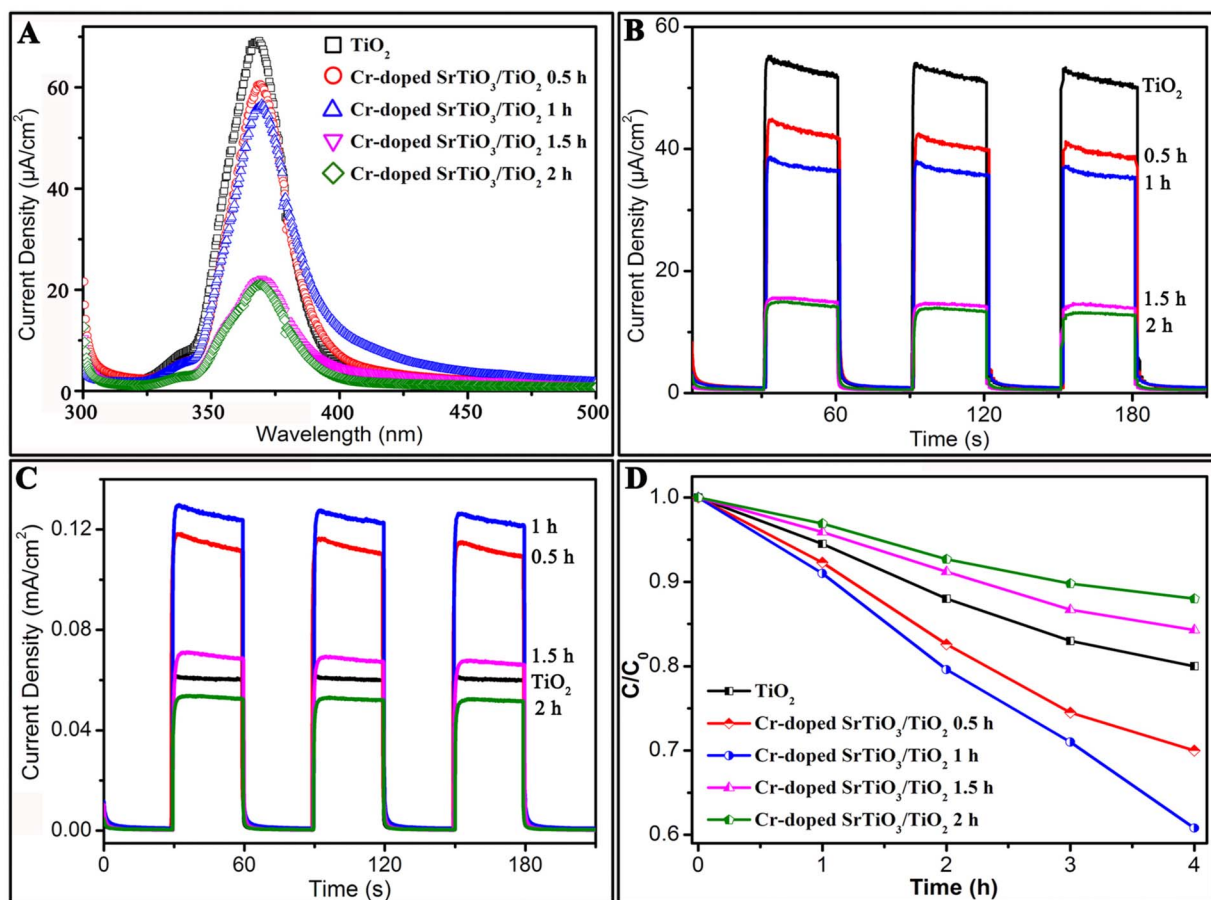 A
TiO2
Cr-doped SrTiO3/TiO2 0.5 h
Cr-doped SrTiO3/TiO2 1 h
Cr-doped SrTiO3/TiO2 1.5 h
Cr-doped SrTiO3/TiO2 2 h
Current Density (μA/cm²)
60
40
20
0
300
350
400
450
500
Wavelength (nm)
B
TiO2
0.5 h
1 h
1.5 h
2 h
Current Density (μA/cm²)
60
40
20
0
60
120
180
Time (s)
C
1 h
0.5 h
1.5 h
TiO2
2 h
Current Density (mA/cm²)
0.12
0.08
0.04
0.00
0
60
120
180
Time (s)
D
C/C0
1.0
0.9
0.8
0.7
0.6
TiO2
Cr-doped SrTiO3/TiO2 0.5 h
Cr-doped SrTiO3/TiO2 1 h
Cr-doped SrTiO3/TiO2 1.5 h
Cr-doped SrTiO3/TiO2 2 h
0
1
2
3
4
Time (h)